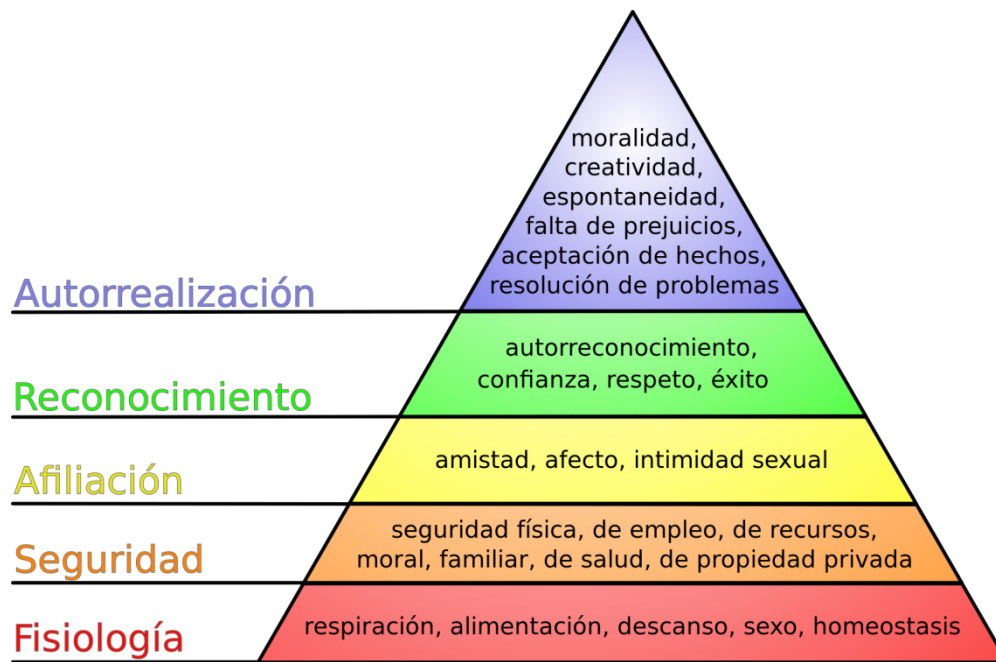 moralidad,
creatividad,
espontaneidad,
falta de prejuicios,
aceptación de hechos,
resolución de problemas
Autorrealización
autorreconocimiento,
confianza, respeto, éxito
Reconocimiento
amistad, afecto, intimidad sexual
Afiliación
seguridad física, de empleo, de recursos,
moral, familiar, de salud, de propiedad privada
Seguridad
respiración, alimentación, descanso, sexo, homeostasis
Fisiología